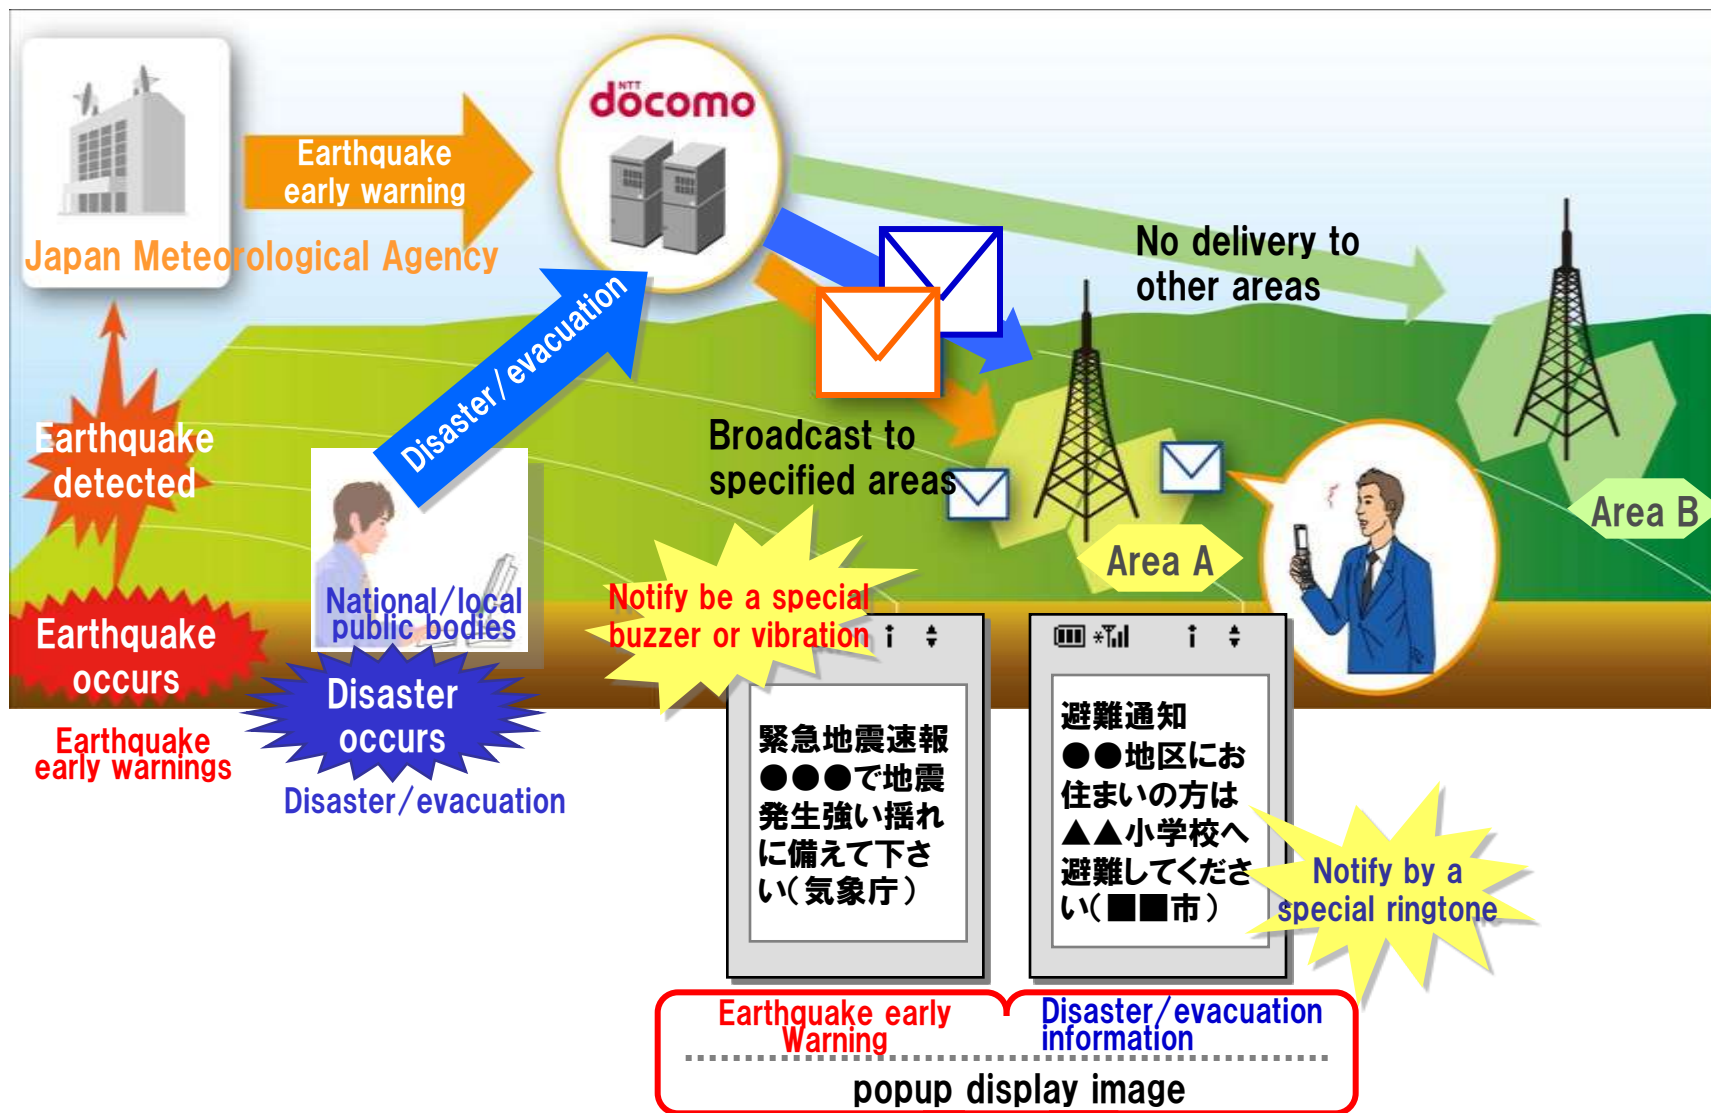 NTT
döcomo
Earthquake
early warning
Japan Meteorological Agency
No delivery to
other areas
Disaster/evacuation
Earthquake
detected
Broadcast to
specified areas
Area B
Area A
National/local
public bodies
Notify be a special
buzzer or vibration
Earthquake
occurs
Disaster
occurs
Earthquake
early warnings
Disaster/evacuation
緊急地震速報
●●●で地震
発生強い揺れ
に備えて下さ
い(気象庁)
避難通知
●●地区にお
住まいの方は
▲▲小学校へ
避難してくださ
い(■■市)
Notify by a
special ringtone
Earthquake early
Warning
Disaster/evacuation
information
popup display image